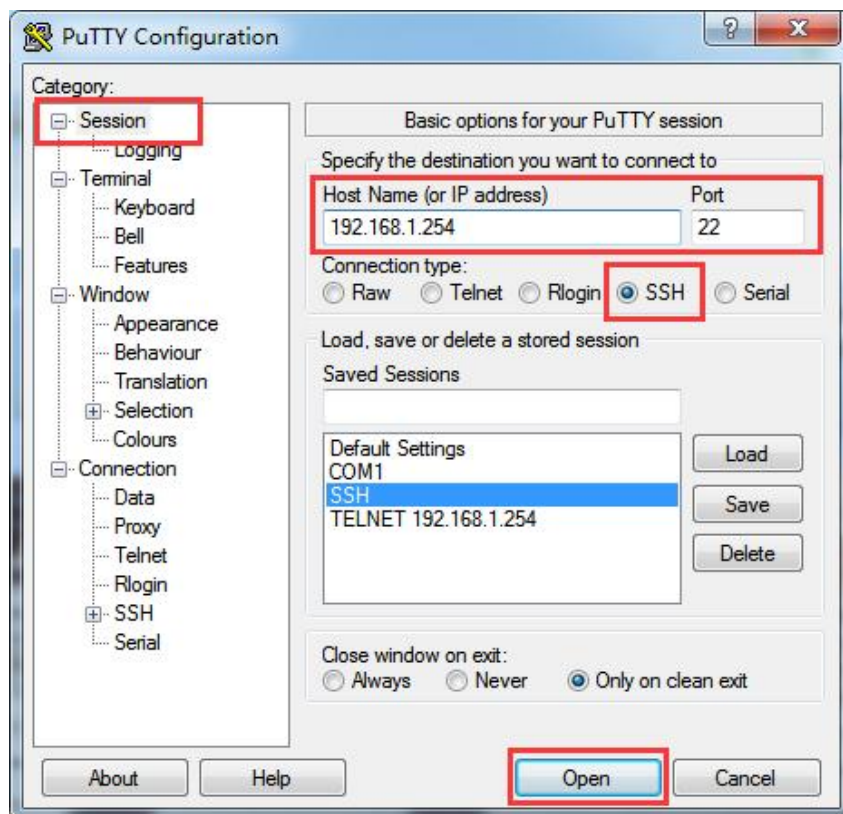 PuTTY Configuration
Category:
Session
Logging
Terminal
Keyboard
Bell
Features
Window
Appearance
Behaviour
Translation
Selection
Colours
Connection
Data
Proxy
Telnet
Rlogin
SSH
Serial
Basic options for your PuTTY session
Specify the destination you want to connect to
Host Name (or IP address) Port
192.168.1.254 22
Connection type:
Raw Telnet Rlogin SSH Serial
Load, save or delete a stored session
Saved Sessions
Default Settings
COM1
SSH
TELNET 192.168.1.254
Load
Save
Delete
Close window on exit:
Always Never Only on clean exit
About Help Open Cancel